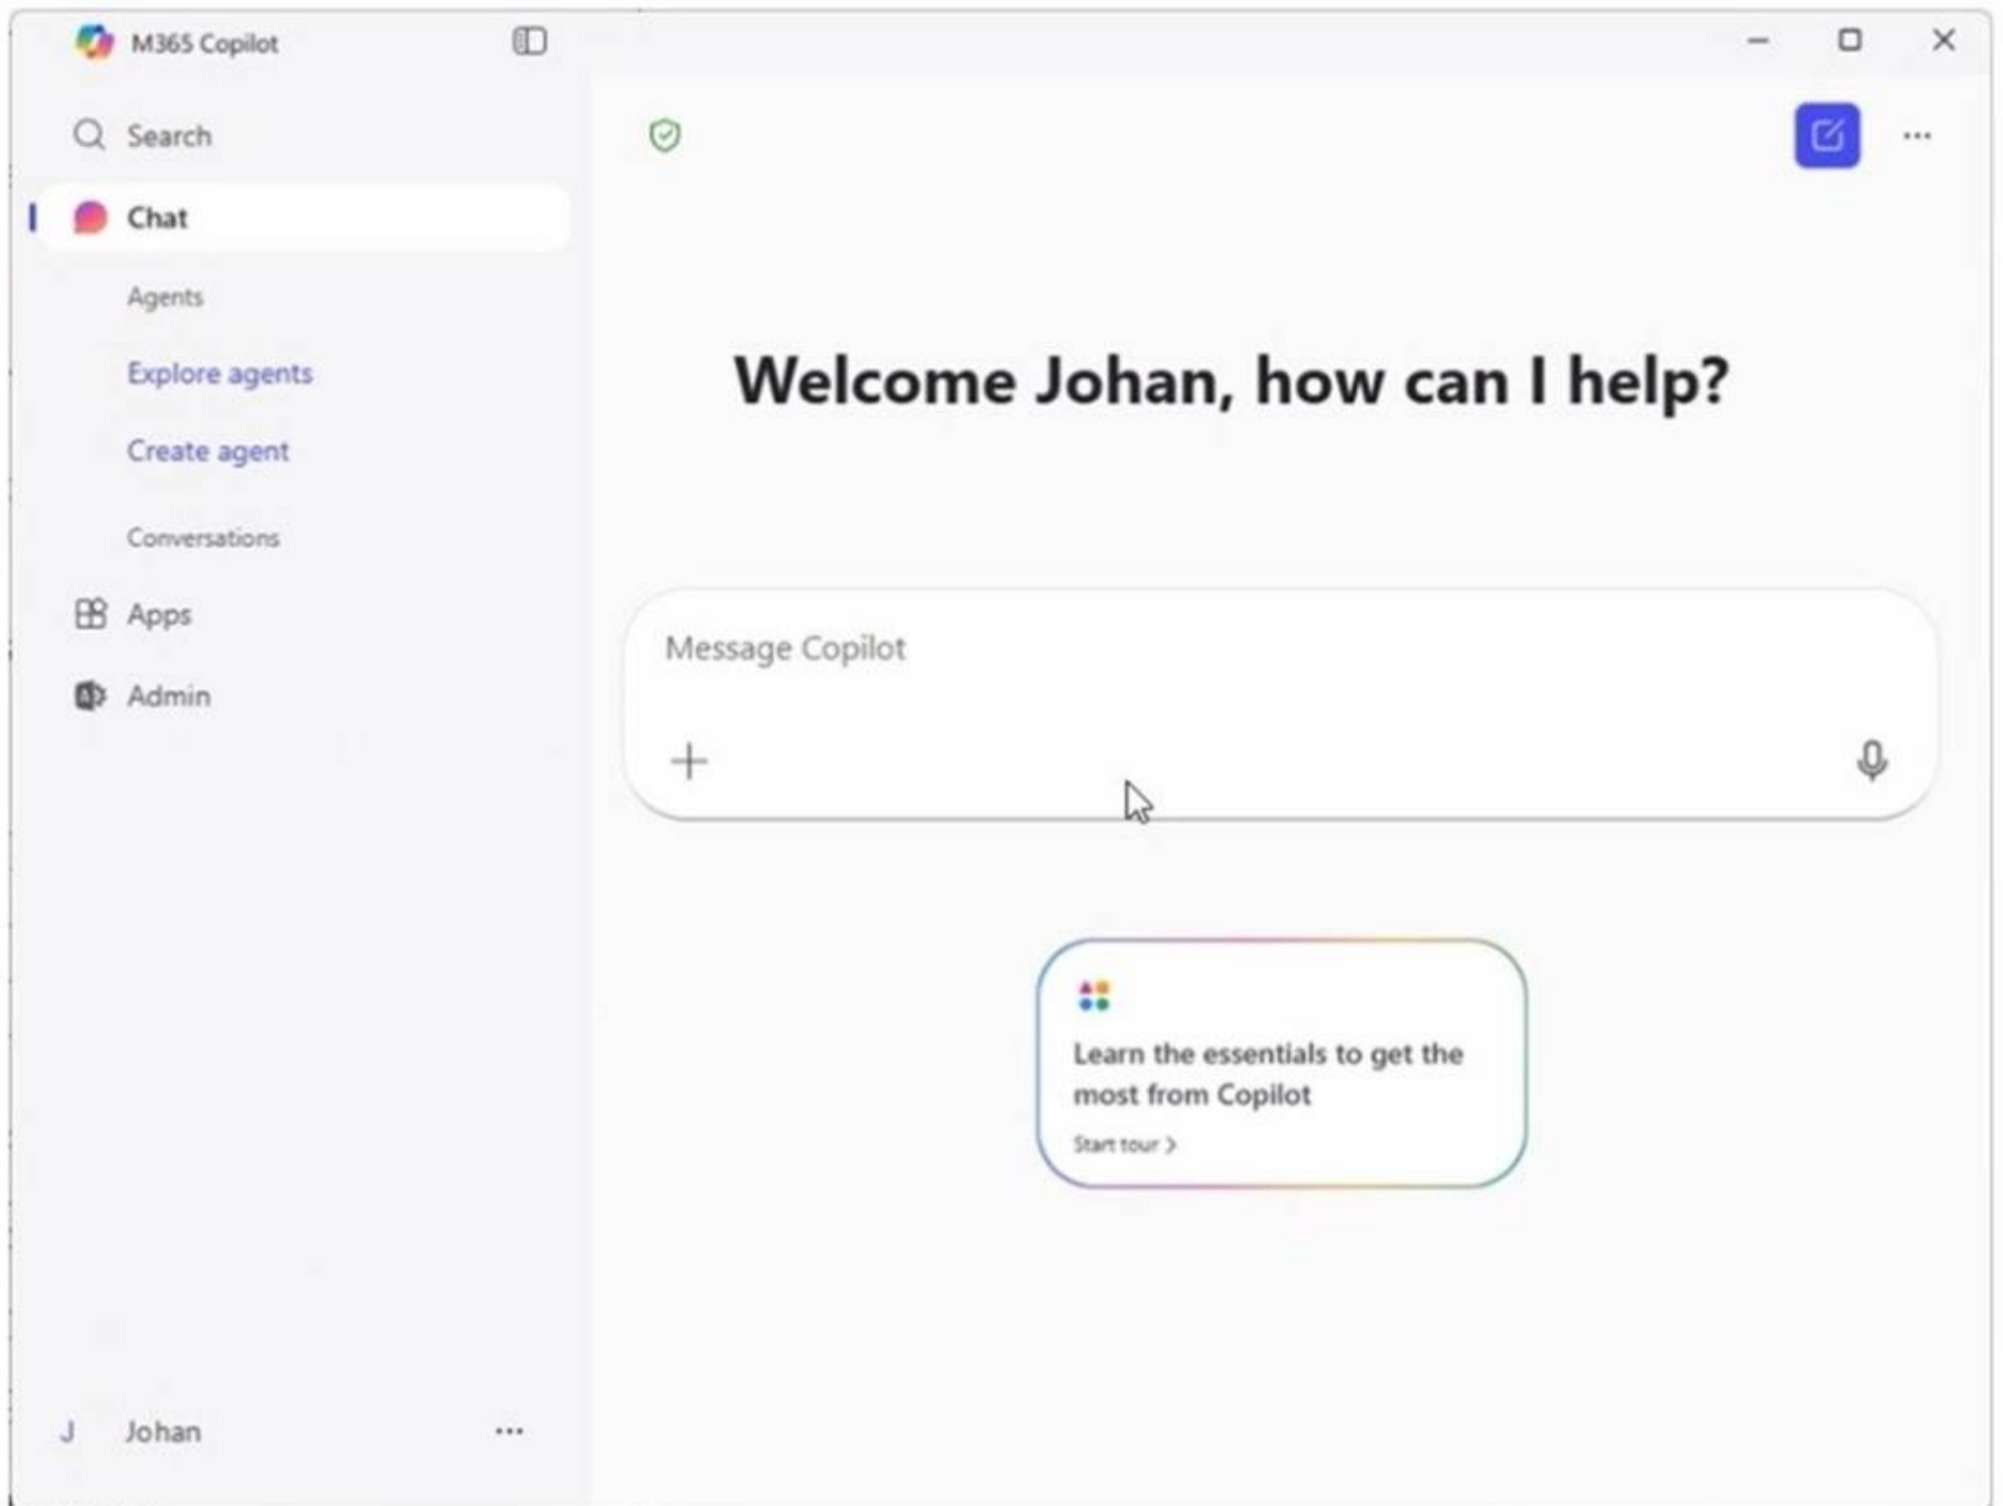 M365 Copilot
Search
Chat
Agents
Explore agents
Create agent
Conversations
Apps
Admin
J Johan
Welcome Johan, how can I help?
Message Copilot
Learn the essentials to get the
most from Copilot
Start tour >